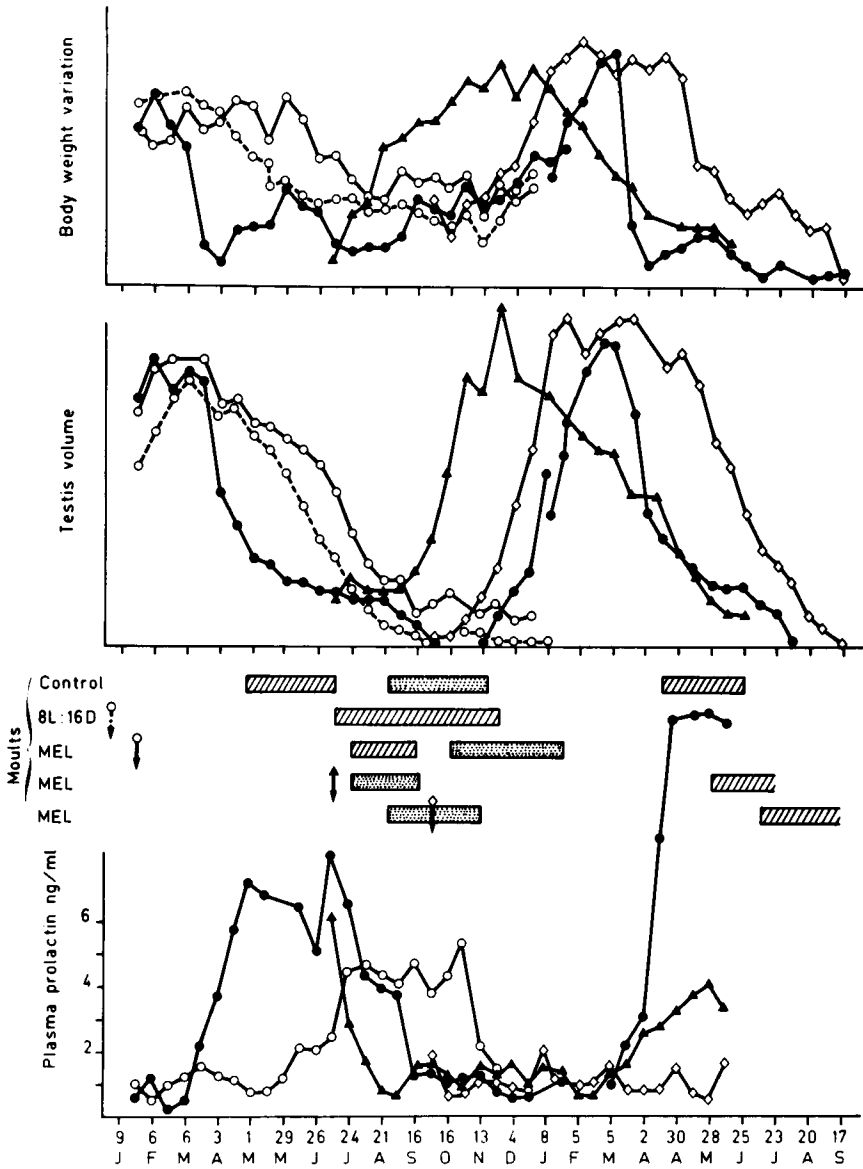 Body weight variation
Testis volume
Moults
Control
8L:16D
MEL
MEL
MEL
Plasma prolactin ng/ml
6
4
2
9 6 6 3 1 29 26 24 21 16 16 13 4 8 5 5 2 30 28 25 23 20 17
J F M A M M J J A S O N D J F M A A M J J A S